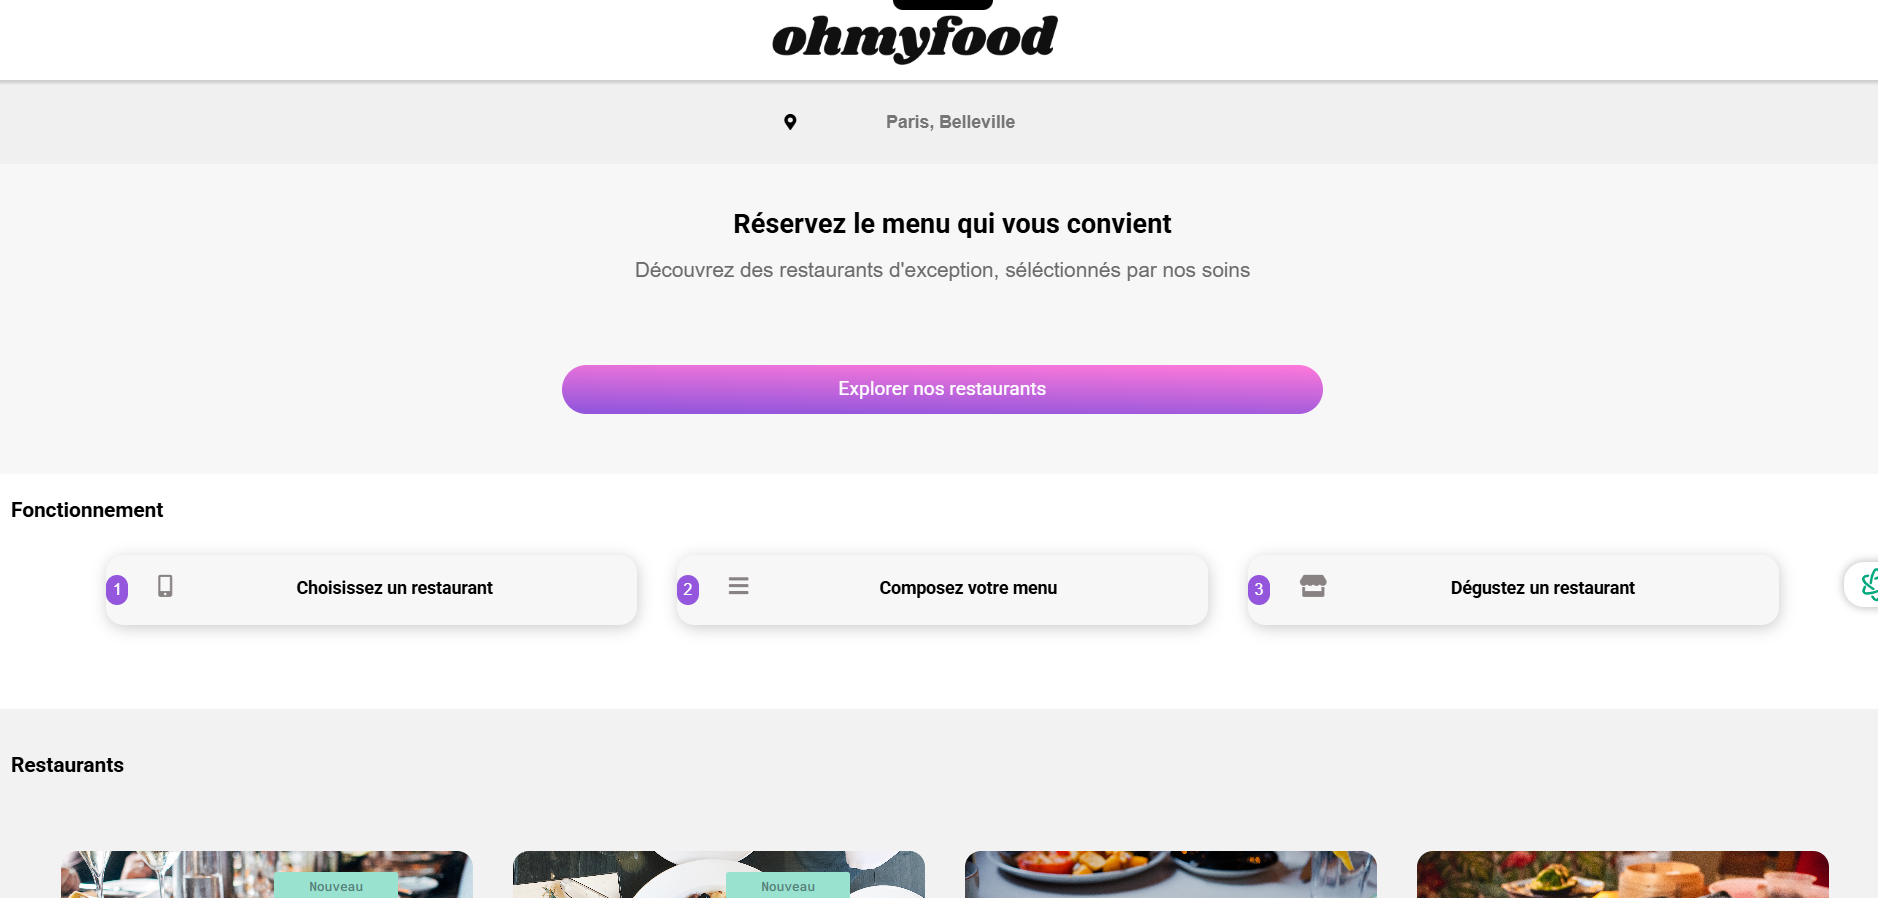 ohmyfood
Paris, Belleville
Réservez le menu qui vous convient
Découvrez des restaurants d'exception, séléctionnés par nos soins
Explorer nos restaurants
Fonctionnement
1 Choisissez un restaurant
2 Composez votre menu
3 Dégustez un restaurant
Restaurants
Nouveau
Nouveau